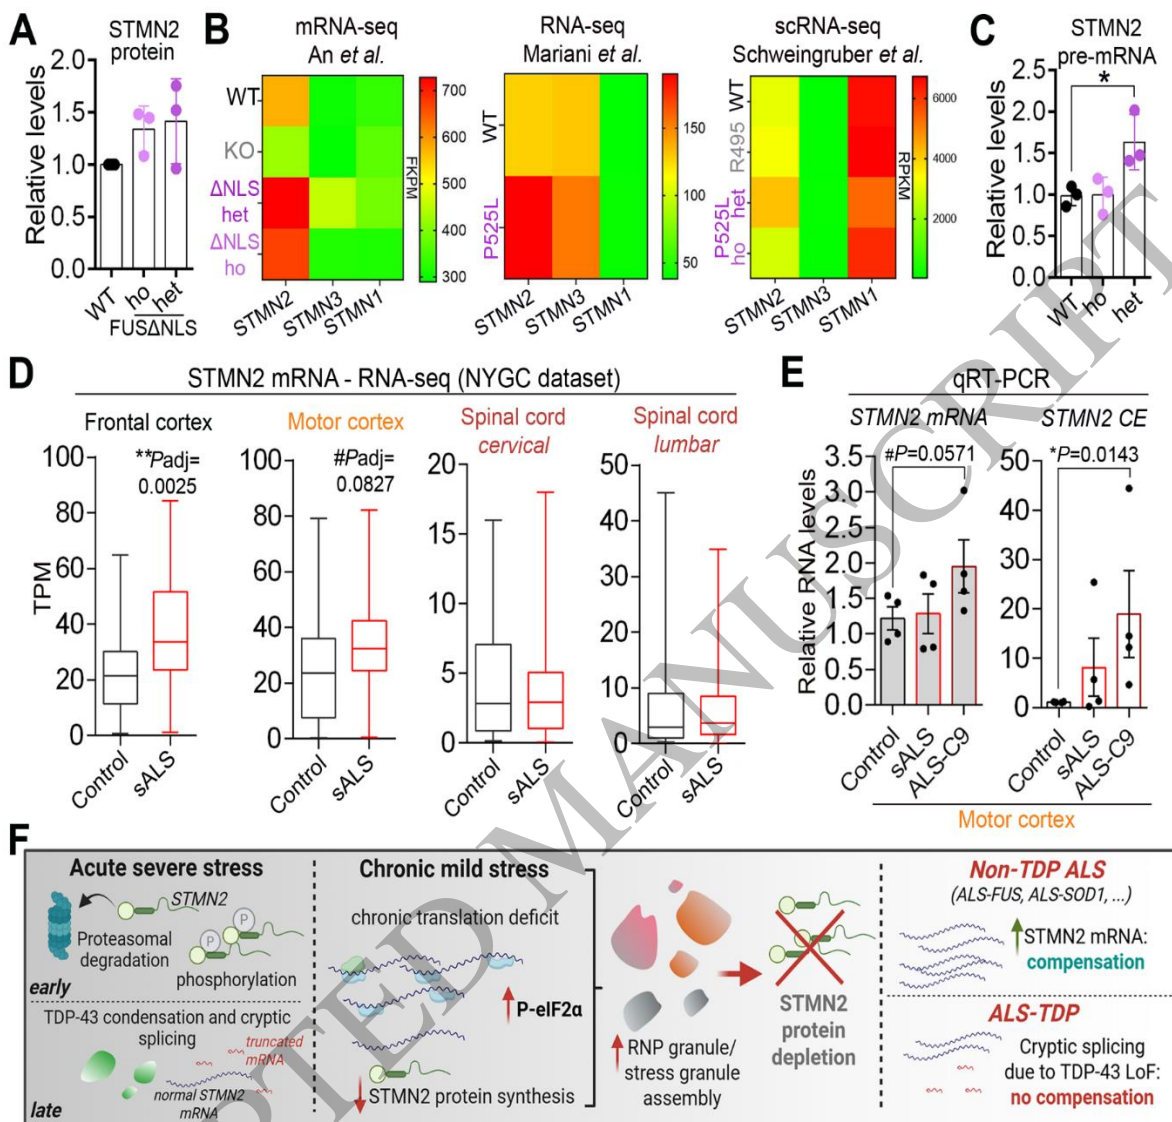 A
STMN2
protein
Relative levels
2.0
1.5
1.0
0.5
0.0
WT
ho
het
FUSΔNLS
B
mRNA-seq
An et al.
WT
KO
ΔNLS
het
ΔNLS
ho
STMN2
STMN3
STMN1
700
600
500
400
300
FKPM
RNA-seq
Mariani et al.
WT
P525L
STMN2
STMN3
STMN1
150
100
50
scRNA-seq
Schweingruber et al.
WT
R495
P525L
het
ho
STMN2
STMN3
STMN1
6000
4000
2000
RPKM
C
STMN2
pre-mRNA
*
Relative levels
2.5
2.0
1.5
1.0
0.5
0.0
WT
ho
het
D
STMN2 mRNA - RNA-seq (NYGC dataset)
Frontal cortex
**Padj=
0.0025
TPM
100
80
60
40
20
0
Control
sALS
Motor cortex
#Padj=
0.0827
100
80
60
40
20
0
Control
sALS
Spinal cord
cervical
20
15
10
5
0
Control
sALS
Spinal cord
lumbar
50
40
30
20
10
0
Control
sALS
E
qRT-PCR
STMN2 mRNA
#P=0.0571
Relative RNA levels
3.5
3.0
2.5
2.0
1.5
1.0
0.5
0.0
Control
sALS
ALS-C9
STMN2 CE
*P=0.0143
50
40
30
20
10
0
Control
sALS
ALS-C9
Motor cortex
F
Acute severe stress
STMN2
Proteasomal
degradation
P
P
phosphorylation
early
TDP-43 condensation and cryptic
splicing
truncated
mRNA
normal STMN2
mRNA
late
Chronic mild stress
chronic translation deficit
P-eIF2α
STMN2 protein synthesis
RNP granule/
stress granule
assembly
STMN2
protein
depletion
Non-TDP ALS
(ALS-FUS, ALS-SOD1, ...)
STMN2 mRNA:
compensation
ALS-TDP
Cryptic splicing
due to TDP-43 LoF:
no compensation
PTED MANUSCRIPT